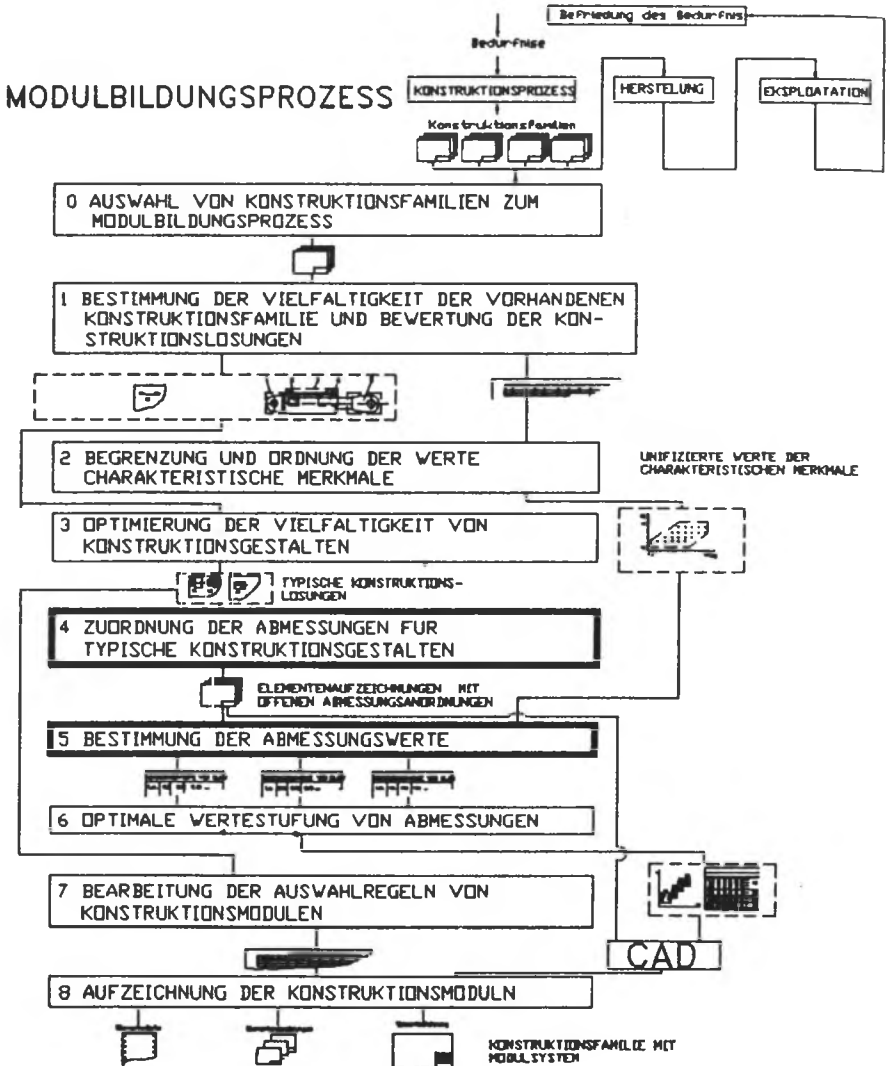 Befriedung des Bedurfnis
Bedurfnise
MODULBILDUNGSPROZESS
KONSTRUKTIONSPROZESS
HERSTELUNG
EKSPLOATATION
Konstruktionsfamilien
0 AUSWAHL VON KONSTRUKTIONSFAMILIEN ZUM
MODULBILDUNGSPROZESS
1 BESTIMMUNG DER VIELFALTIGKEIT DER VORHANDENEN
KONSTRUKTIONSFAMILIE UND BEWERTUNG DER KON-
STRUKTIONSLOSUNGEN
2 BEGRENZUNG UND ORDNUNG DER WERTE
CHARAKTERISTISCHE MERKMALE
UNIFIZIERTE WERTE DER
CHARAKTERISTISCHEN MERKMALE
3 OPTIMIERUNG DER VIELFALTIGKEIT VON
KONSTRUKTIONSGESTALTEN
TYPISCHE KONSTRUKTIONS-
LOSUNGEN
4 ZUORDNUNG DER ABMESSUNGEN FUR
TYPISCHE KONSTRUKTIONSGESTALTEN
ELEMENTENAUFZEICHNUNGEN MIT
OFFENEN ABMESSUNGSANORDNUNGEN
5 BESTIMMUNG DER ABMESSUNGSWERTE
6 OPTIMALE WERTESTUFUNG VON ABMESSUNGEN
7 BEARBEITUNG DER AUSWAHLREGELN VON
KONSTRUKTIONSMODULEN
CAD
8 AUFZEICHNUNG DER KONSTRUKTIONSMODULN
KONSTRUKTIONSFAMILIE MIT
MODULSYSTEM